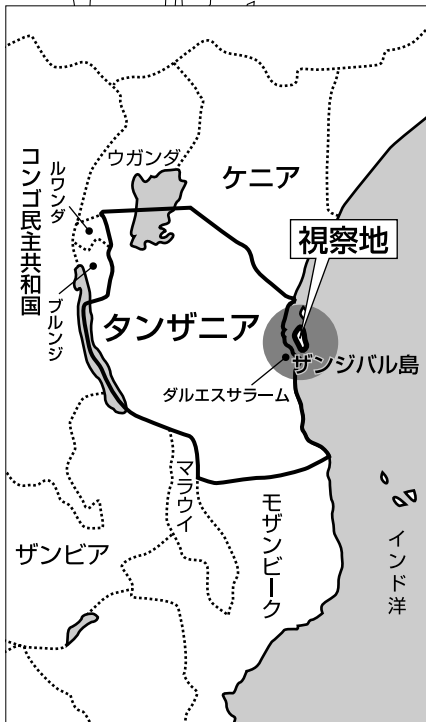 ウガンダ
ケニア
ルワンダ
コンゴ民主共和国
ブルンジ
視察地
タンザニア
ザンジバル島
ダルエスサラーム
マラウイ
モザンビーク
ザンビア
インド洋